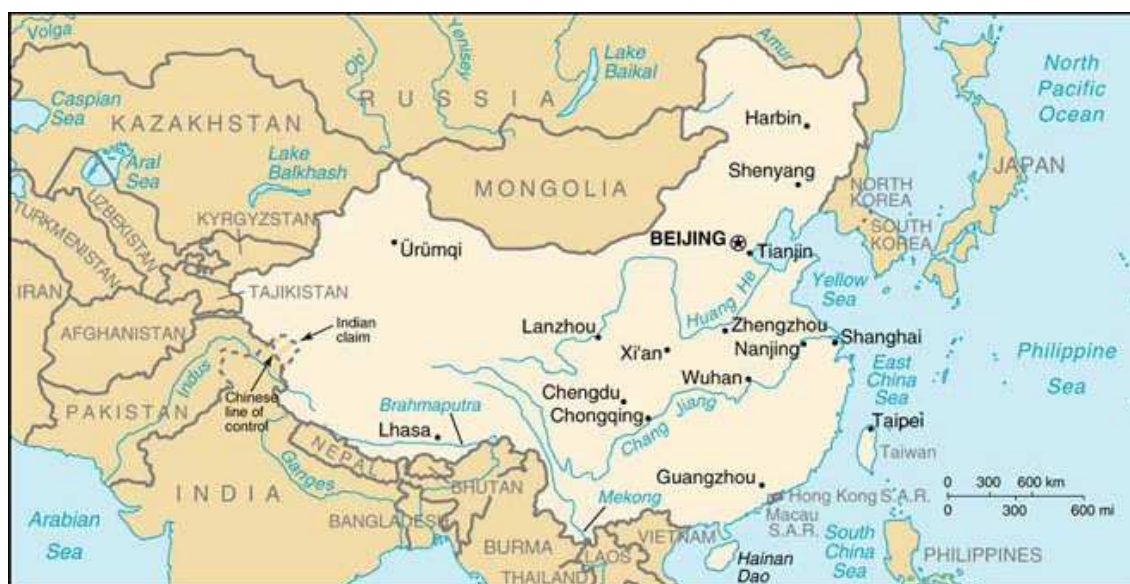 Volga
Ob'
Yenisey
Lake
Baikal
Amur
North
Pacific
Ocean
Caspian
Sea
RUSSIA
KAZAKHSTAN
Harbin
Aral
Sea
Lake
Balkhash
MONGOLIA
Shenyang
JAPAN
NORTH
KOREA
UZBEKISTAN
TURKMENISTAN
KYRGYZSTAN
SOUTH
KOREA
Ürümqi
BEIJING
Tianjin
IRAN
TAJIKISTAN
Yellow
Sea
Huang He
AFGHANISTAN
Indian
claim
Lanzhou
Zhengzhou
Xi'an
Nanjing
Shanghai
Philippine
Sea
Indus
East
China
Sea
Wuhan
Chengdu
Chongqing
Chang Jiang
Chinese
line of
control
PAKISTAN
Brahmaputra
Lhasa
Taipei
Taiwan
NEPAL
Ganges
BHUTAN
Guangzhou
INDIA
Mekong
Hong Kong S.A.R.
Macau
S.A.R.
0 300 600 km
0 300 600 mi
BANGLADESH
Arabian
Sea
BURMA
VIETNAM
LAOS
THAILAND
Hainan
Dao
South
China
Sea
PHILIPPINES